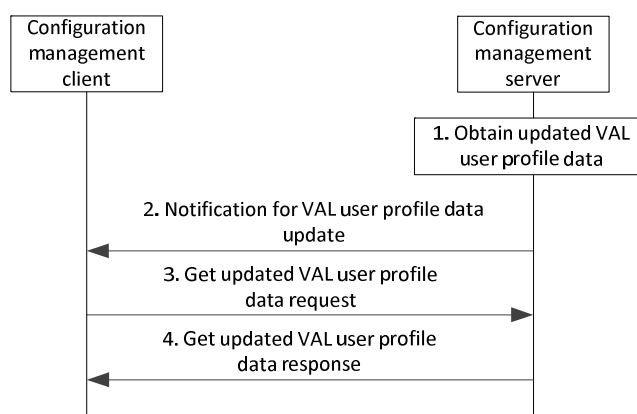 Configuration
management
client
Configuration
management
server
1. Obtain updated VAL
user profile data
2. Notification for VAL user profile data
update
3. Get updated VAL user profile
data request
4. Get updated VAL user profile
data response